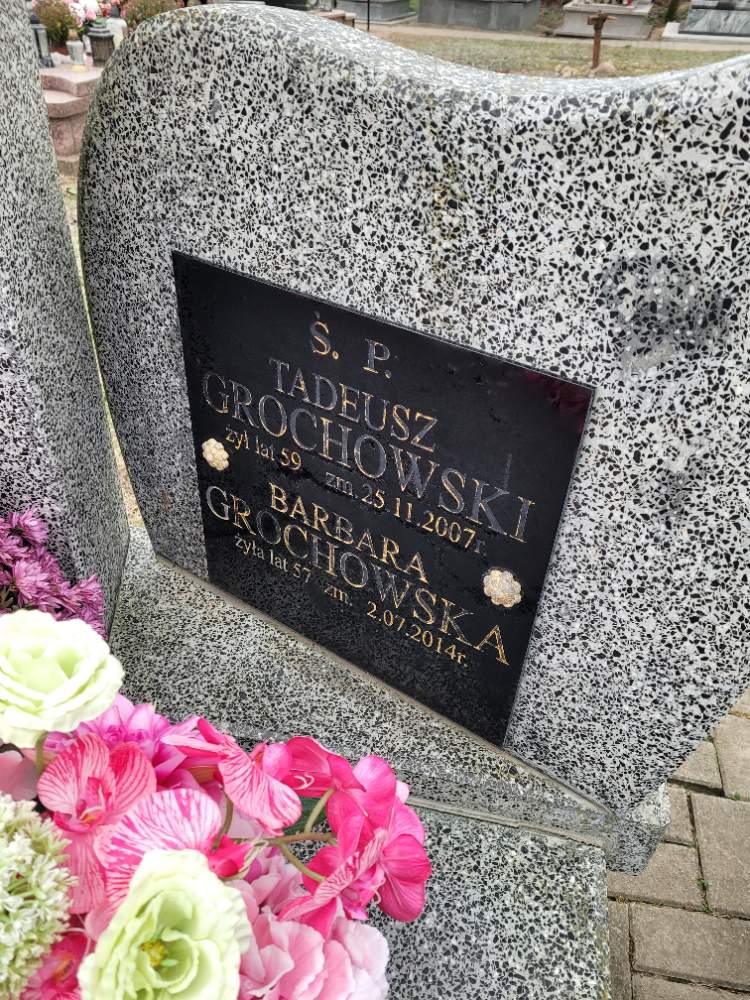 Ś. P.
TADEUSZ
GROCHOWSKI
żył lat 59 zm. 25.11.2007r.
BARBARA
GROCHOWSKA
żyła lat 57 zm. 2.07.2014r.